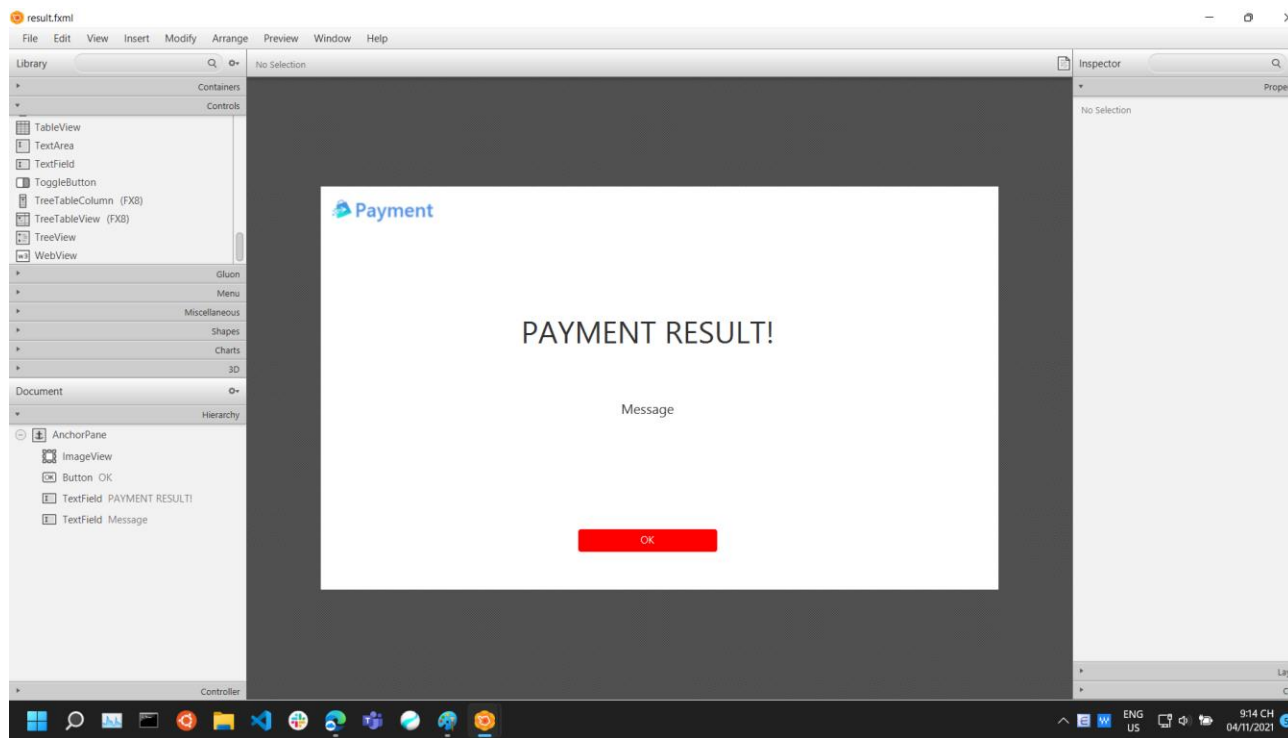 result.fxml
File Edit View Insert Modify Arrange Preview Window Help
Library
No Selection
Inspector
Containers
Controls
TableView
TextArea
TextField
ToggleButton
TreeTableColumn (FX8)
TreeTableView (FX8)
TreeView
WebView
Gluon
Menu
Miscellaneous
Shapes
Charts
3D
Document
Hierarchy
AnchorPane
ImageView
Button OK
TextField PAYMENT RESULT!
TextField Message
Controller
Payment
PAYMENT RESULT!
Message
OK
Prope
No Selection
Lay
C
ENG
US
9:14 CH
04/11/2021